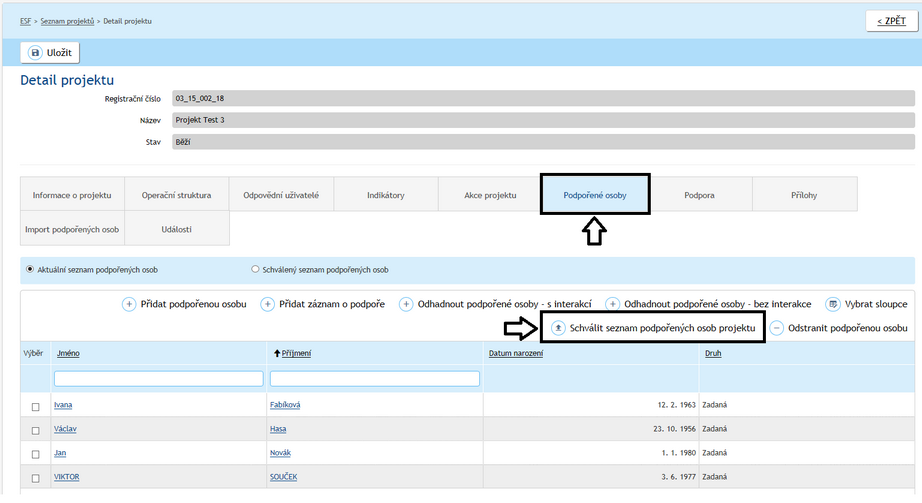 ESF > Seznam projektů > Detail projektu
< ZPĚT
Uložit
Detail projektu
Registrační číslo 03_15_002_18
Název Projekt Test 3
Stav Běží
Informace o projektu Operační struktura Odpovědní uživatelé Indikátory Akce projektu Podpořené osoby Podpora Přílohy
Import podpořených osob Události
Aktuální seznam podpořených osob Schválený seznam podpořených osob
Přidat podpořenou osobu Přidat záznam o podpoře Odhadnout podpořené osoby - s interakcí Odhadnout podpořené osoby - bez interakce Vybrat sloupce
Schválit seznam podpořených osob projektu Odstranit podpořenou osobu
Výběr Jméno Příjmení Datum narození Druh
Ivana Fabíková 12. 2. 1963 Zadaná
Václav Hasa 23. 10. 1956 Zadaná
Jan Novák 1. 1. 1980 Zadaná
VIKTOR SOUČEK 3. 6. 1977 Zadaná